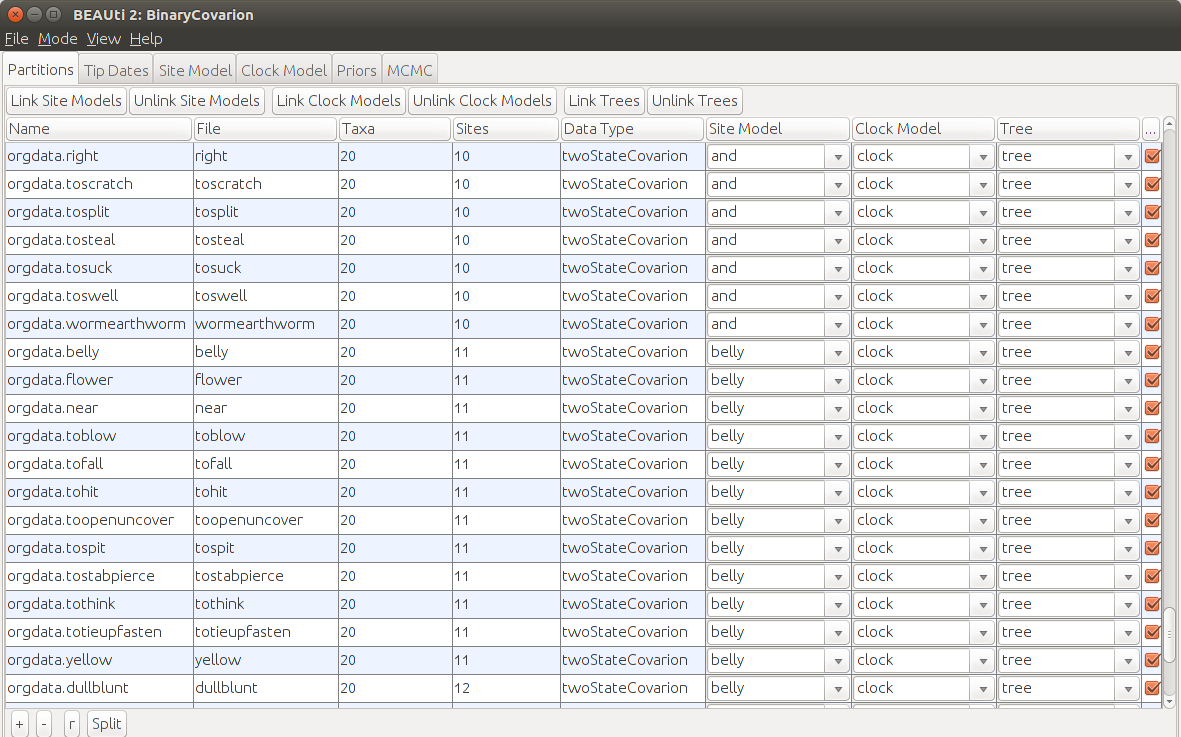 BEAUti 2: BinaryCovarion
File Mode View Help
Partitions Tip Dates Site Model Clock Model Priors MCMC
Link Site Models Unlink Site Models Link Clock Models Unlink Clock Models Link Trees Unlink Trees
Name File Taxa Sites Data Type Site Model Clock Model Tree ...
orgdata.right right 20 10 twoStateCovarion and clock tree
orgdata.toscratch toscratch 20 10 twoStateCovarion and clock tree
orgdata.tosplit tosplit 20 10 twoStateCovarion and clock tree
orgdata.tosteal tosteal 20 10 twoStateCovarion and clock tree
orgdata.tosuck tosuck 20 10 twoStateCovarion and clock tree
orgdata.toswell toswell 20 10 twoStateCovarion and clock tree
orgdata.wormearthworm wormearthworm 20 10 twoStateCovarion and clock tree
orgdata.belly belly 20 11 twoStateCovarion belly clock tree
orgdata.flower flower 20 11 twoStateCovarion belly clock tree
orgdata.near near 20 11 twoStateCovarion belly clock tree
orgdata.toblow toblow 20 11 twoStateCovarion belly clock tree
orgdata.tofall tofall 20 11 twoStateCovarion belly clock tree
orgdata.tohit tohit 20 11 twoStateCovarion belly clock tree
orgdata.toopenuncover toopenuncover 20 11 twoStateCovarion belly clock tree
orgdata.tospit tospit 20 11 twoStateCovarion belly clock tree
orgdata.tostabpierce tostabpierce 20 11 twoStateCovarion belly clock tree
orgdata.tothink tothink 20 11 twoStateCovarion belly clock tree
orgdata.totieupfasten totieupfasten 20 11 twoStateCovarion belly clock tree
orgdata.yellow yellow 20 11 twoStateCovarion belly clock tree
orgdata.dullblunt dullblunt 20 12 twoStateCovarion belly clock tree
+ - r Split